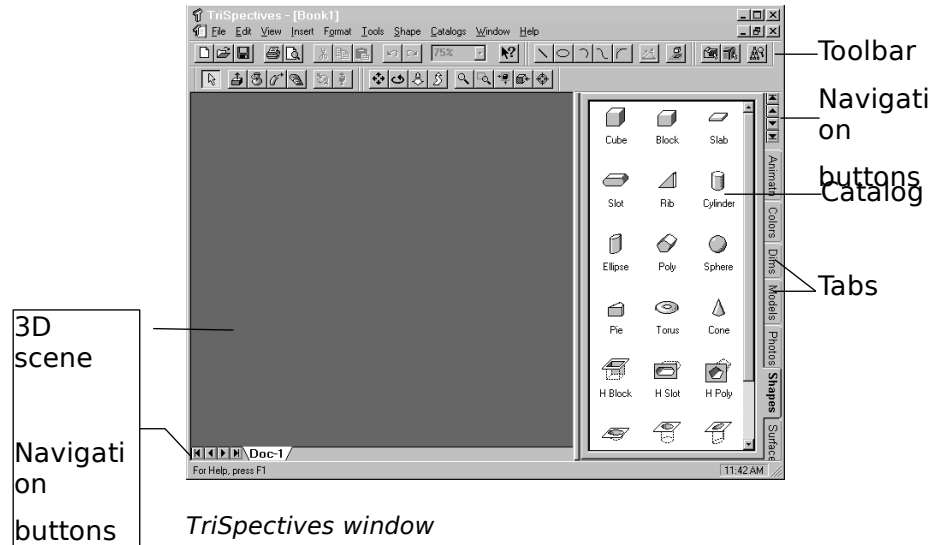 TriSpectives - [Book1]
File Edit View Insert Format Tools Shape Catalogs Window Help
75%
Toolbar
Navigati
on
buttons
Catalog
Tabs
Cube Block Slab
Slot Rib Cylinder
Ellipse Poly Sphere
Pie Torus Cone
H Block H Slot H Poly
Animatn
Colors
Dims
Models
Photos
Shapes
Surface
3D
scene
Navigati
on
buttons
Doc-1
For Help, press F1
11:42 AM
TriSpectives window